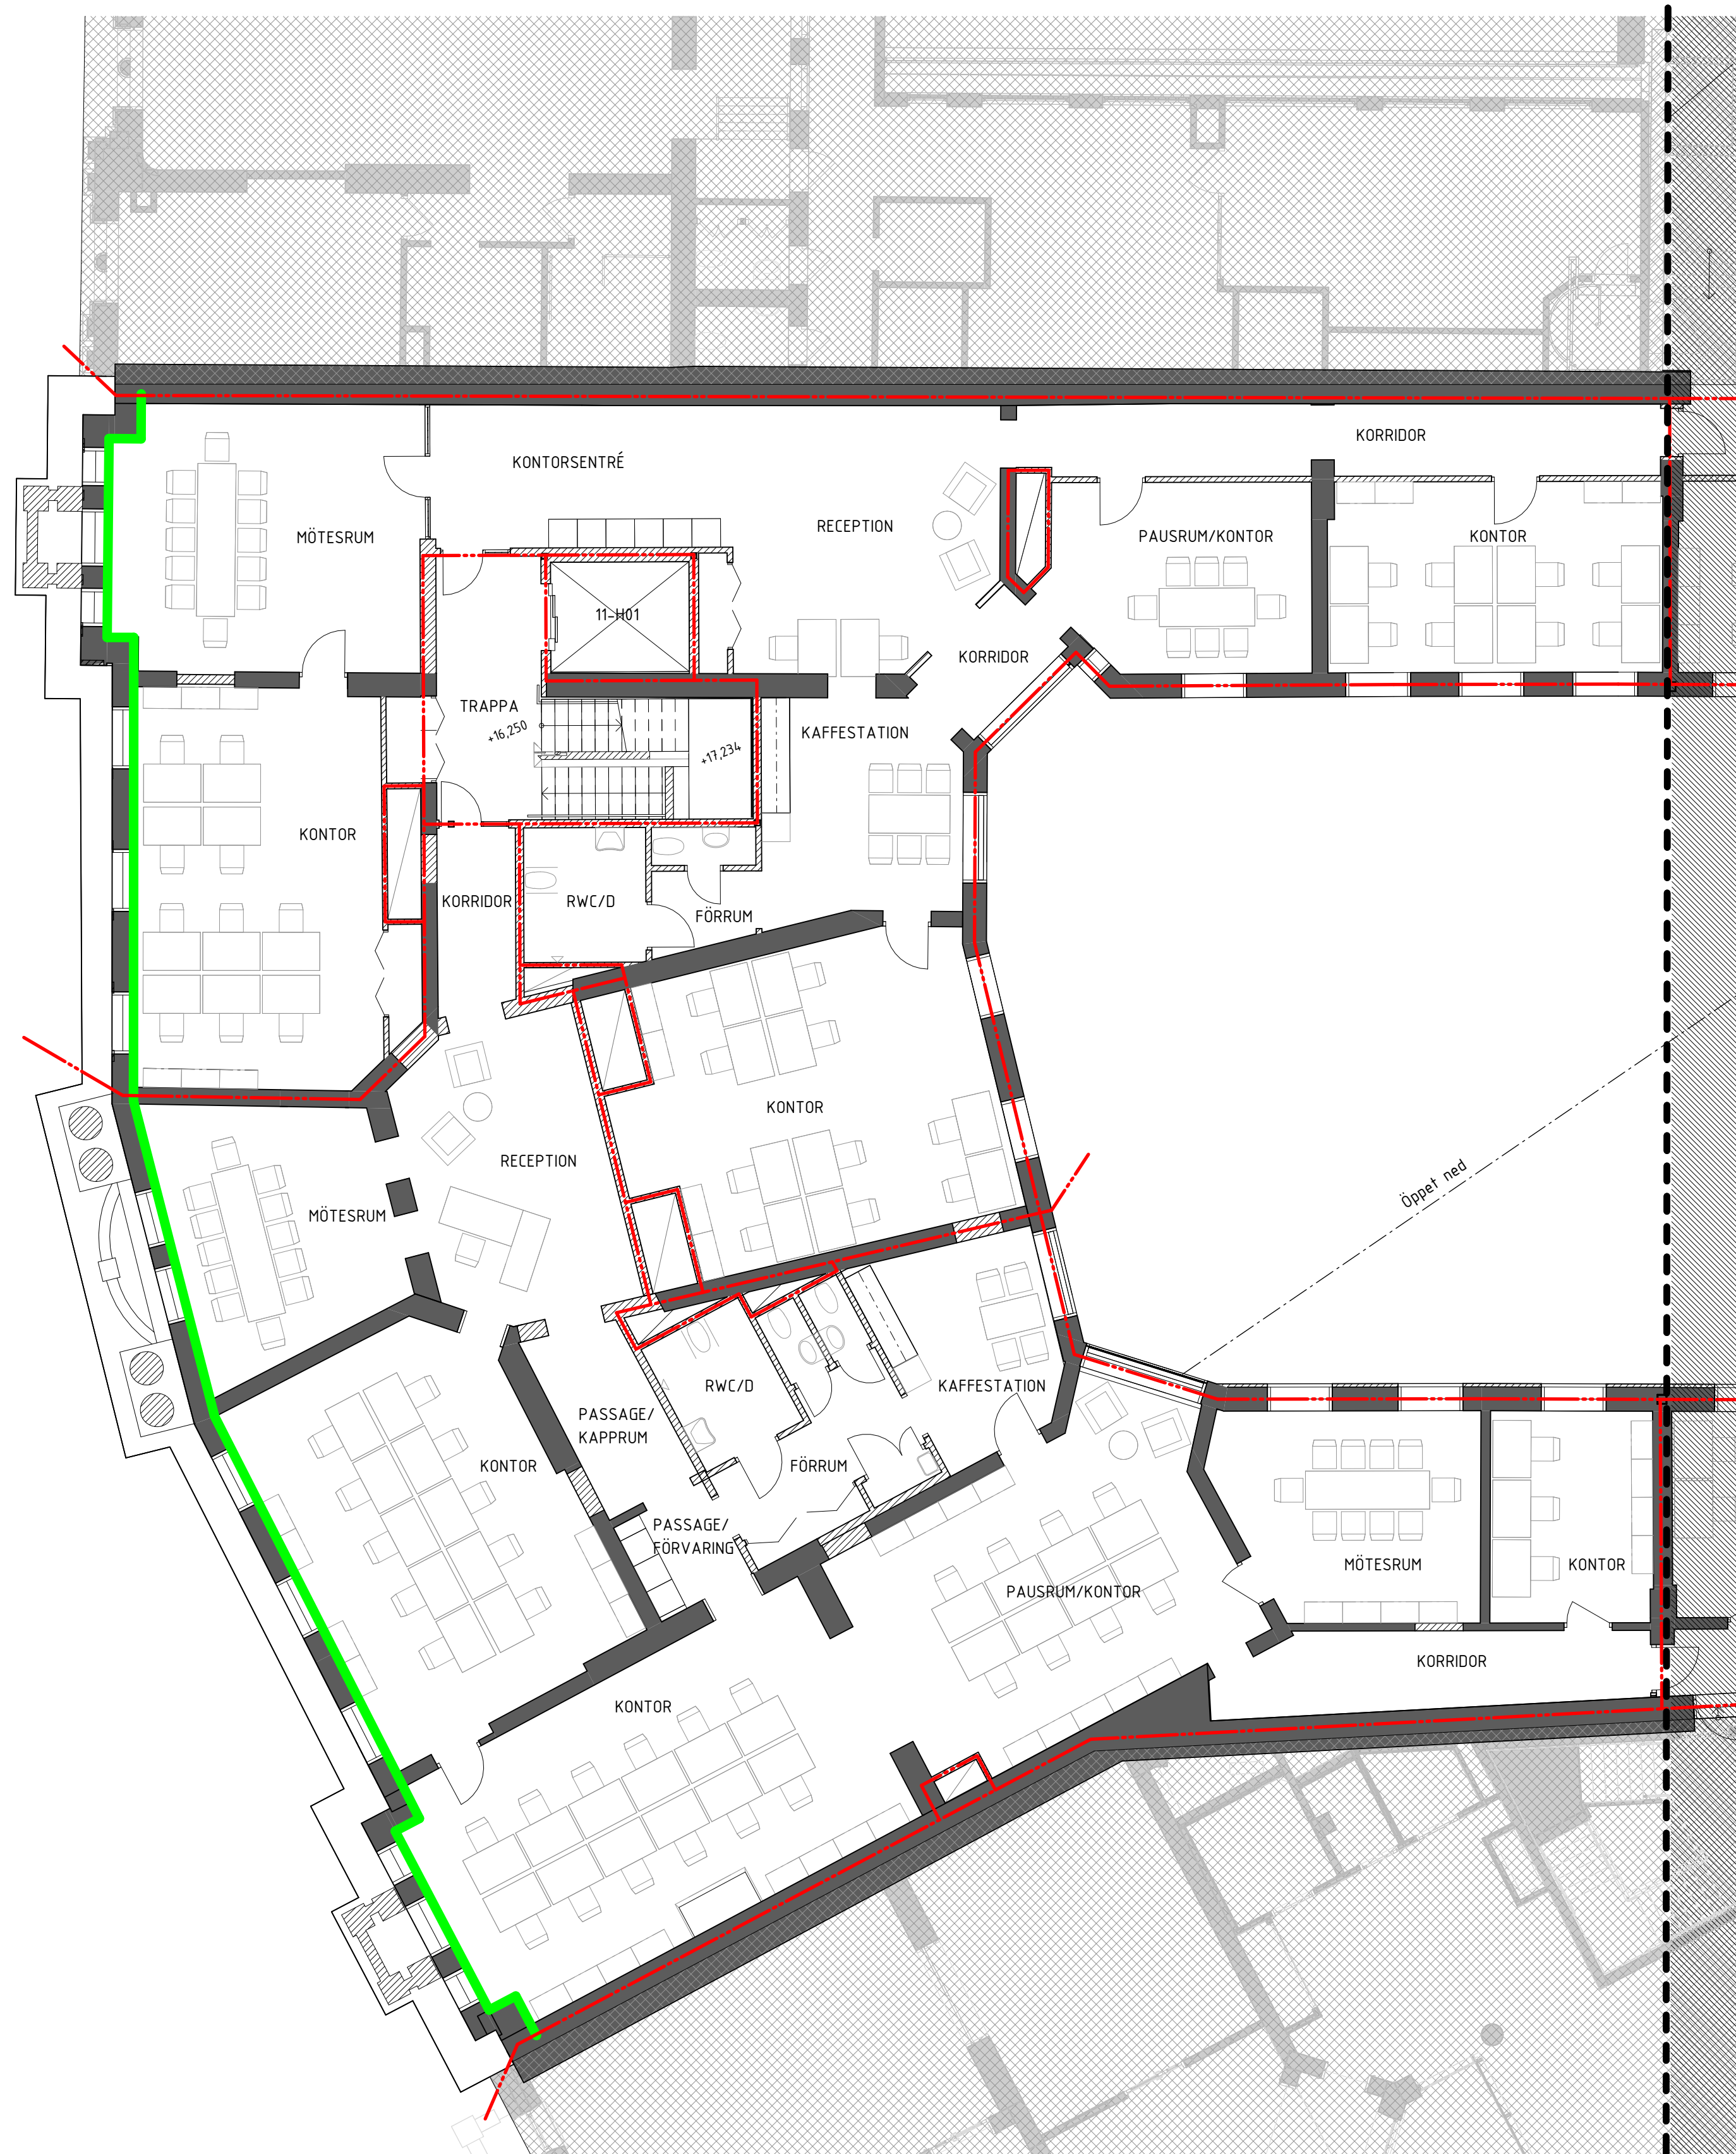 KORRIDOR
KONTORSENTRÉ
RECEPTION
MÖTESRUM
PAUSRUM/KONTOR
KONTOR
11-H01
KORRIDOR
TRAPPA
+16,250
+17,234
KAFFESTATION
KONTOR
KORRIDOR
RWC/D
FÖRRUM
KONTOR
RECEPTION
MÖTESRUM
Öppet ned
RWC/D
KAFFESTATION
PASSAGE/
KAPPRUM
KONTOR
FÖRRUM
PASSAGE/
FÖRVARING
PAUSRUM/KONTOR
MÖTESRUM
KONTOR
KORRIDOR
KONTOR